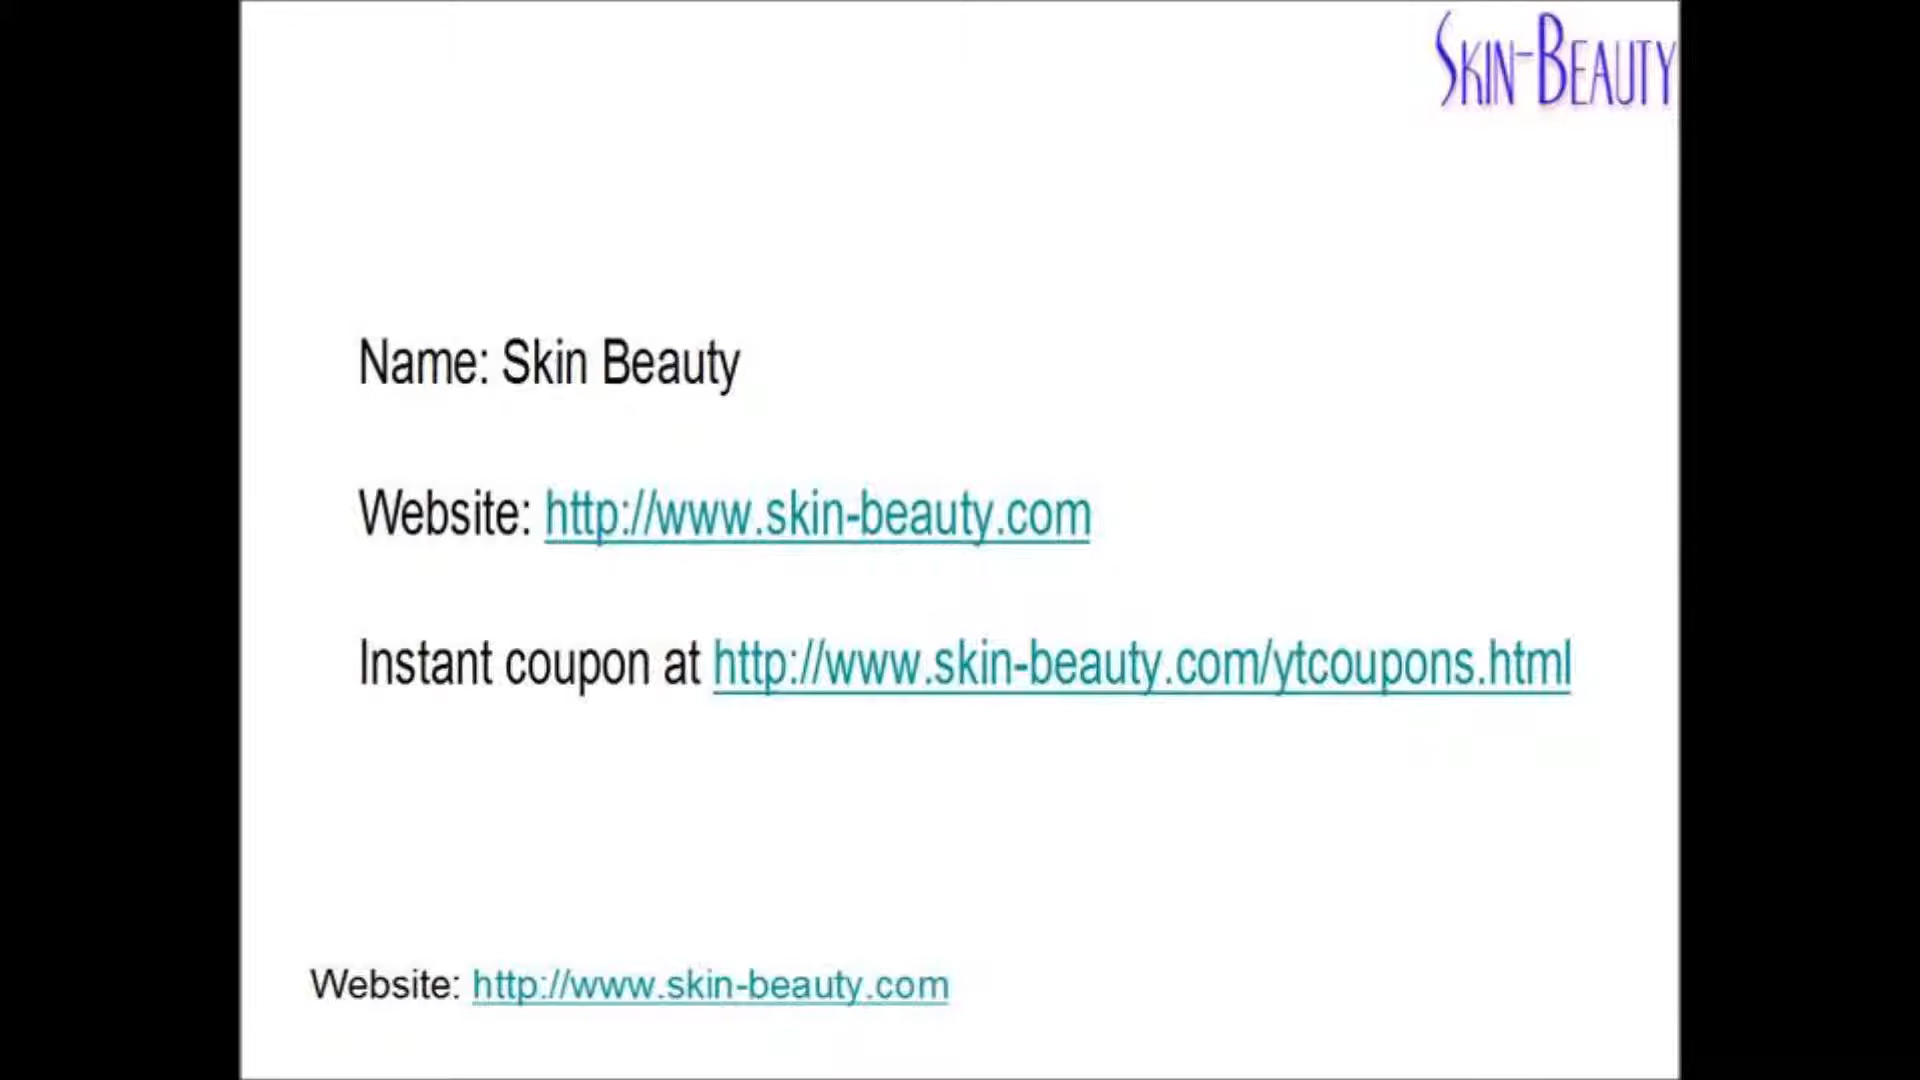 SKIN-BEAUTY
Name: Skin Beauty
Website: http://www.skin-beauty.com
Instant coupon at http://www.skin-beauty.com/ytcoupons.html
Website: http://www.skin-beauty.com